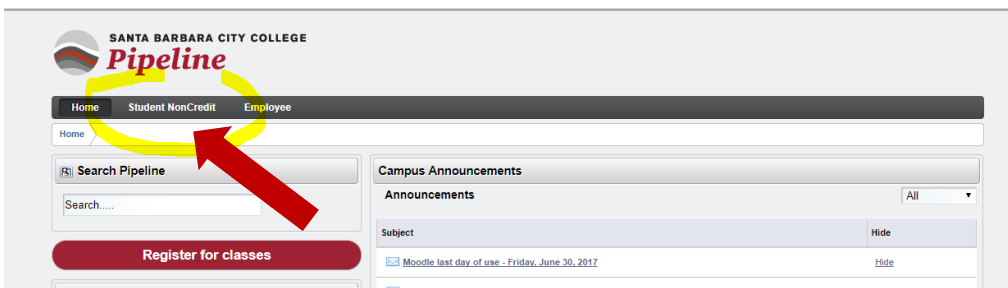 SANTA BARBARA CITY COLLEGE
Pipeline
Home Student NonCredit Employee
Home
Search Pipeline
Search.....
Register for classes
Campus Announcements
Announcements
All
Subject Hide
Moodle last day of use - Friday, June 30, 2017 Hide